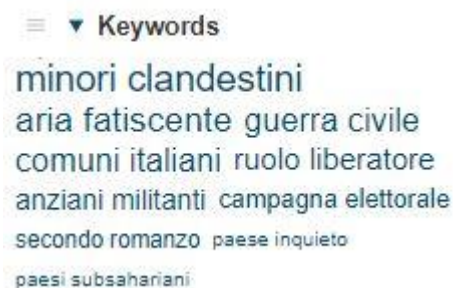 Keywords
minori clandestini
aria fatiscente guerra civile
comuni italiani ruolo liberatore
anziani militanti campagna elettorale
secondo romanzo paese inquieto
paesi subsahariani